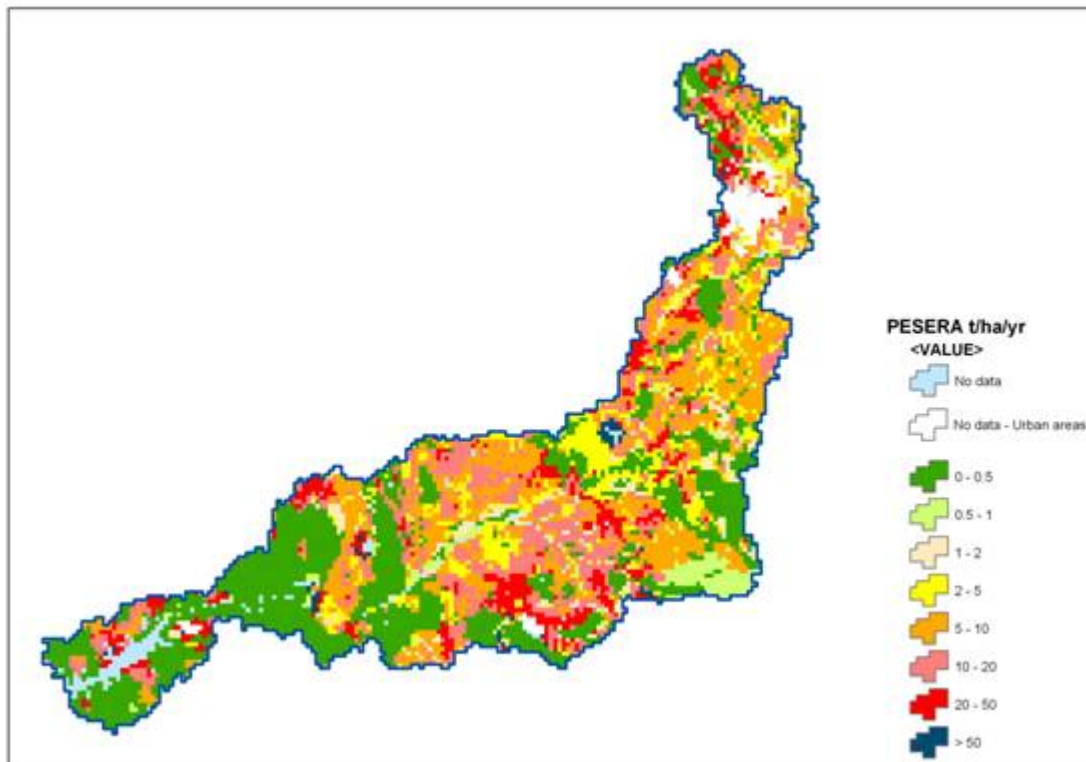 PESERA t/ha/yr
<VALUE>
No data
No data - Urban areas
0 - 0.5
0.5 - 1
1 - 2
2 - 5
5 - 10
10 - 20
20 - 50
> 50